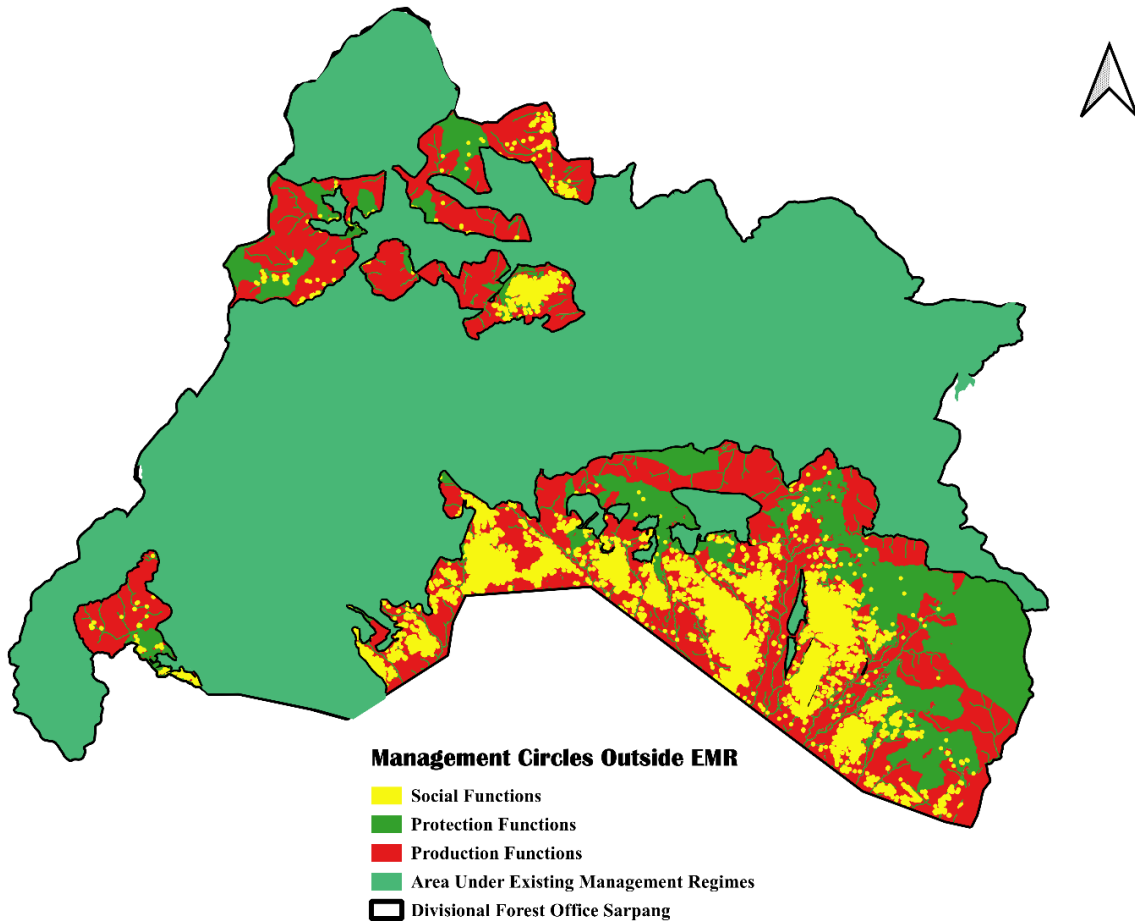 Management Circles Outside EMR
Social Functions
Protection Functions
Production Functions
Area Under Existing Management Regimes
Divisional Forest Office Sarpang